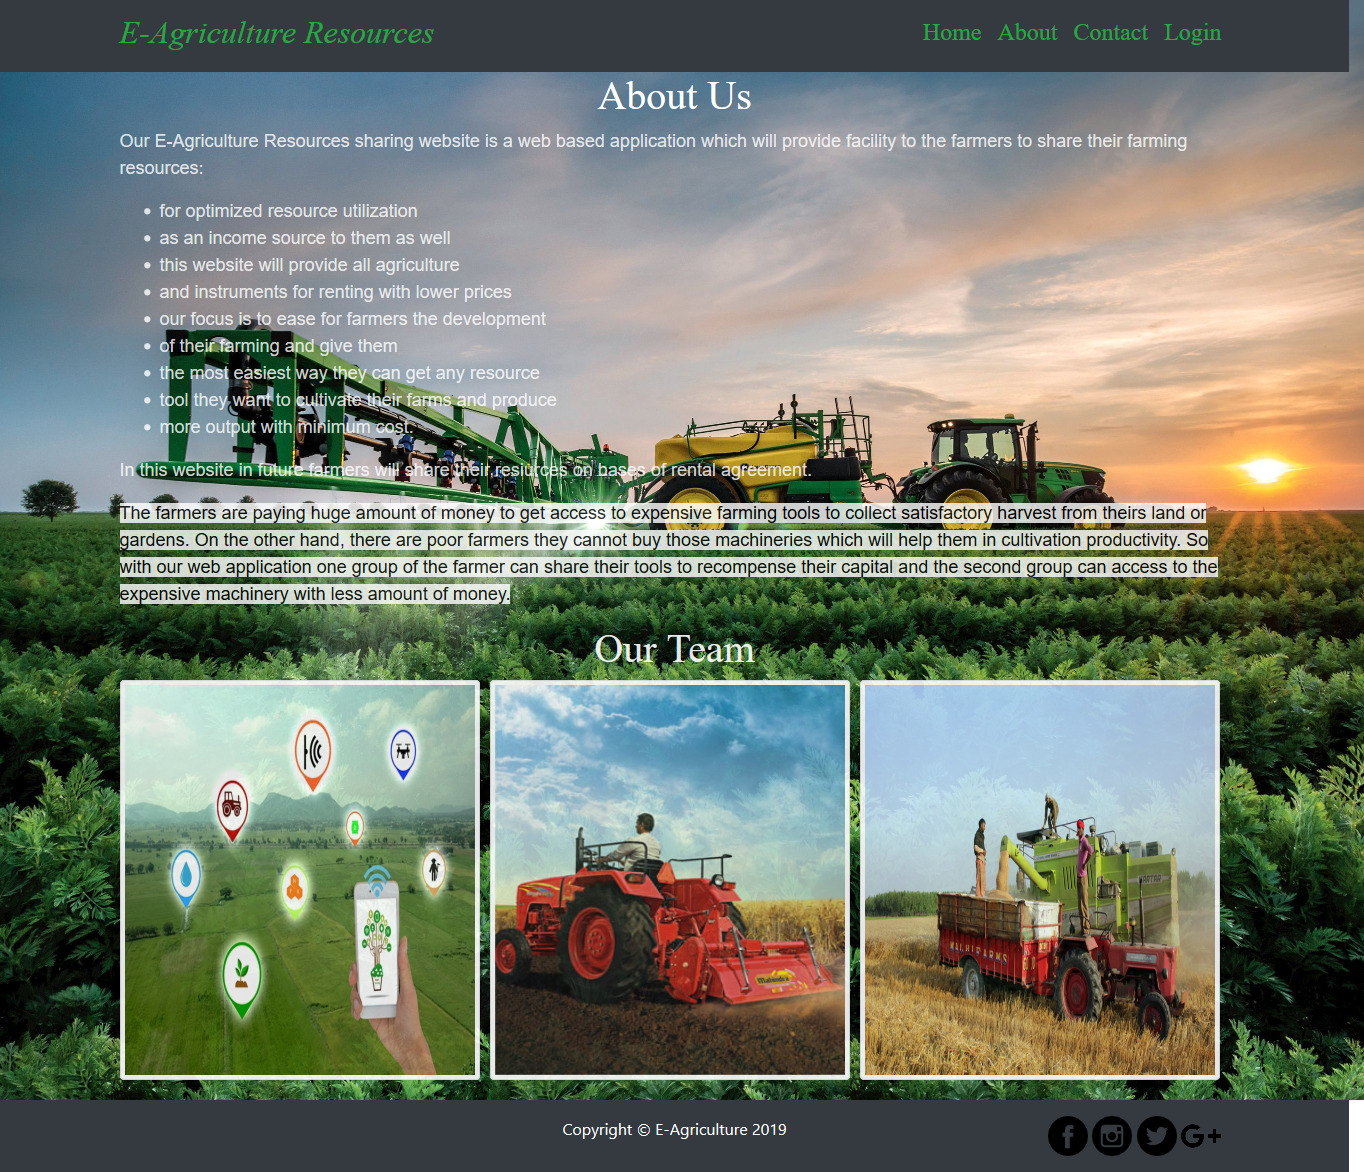 E-Agriculture Resources
Home About Contact Login
About Us
Our E-Agriculture Resources sharing website is a web based application which will provide facility to the farmers to share their farming
resources:
for optimized resource utilization
as an income source to them as well
this website will provide all agriculture
and instruments for renting with lower prices
our focus is to ease for farmers the development
of their farming and give them
the most easiest way they can get any resource
tool they want to cultivate their farms and produce
more output with minimum cost.
In this website in future farmers will share their resiurces on bases of rental agreement.
The farmers are paying huge amount of money to get access to expensive farming tools to collect satisfactory harvest from theirs land or
gardens. On the other hand, there are poor farmers they cannot buy those machineries which will help them in cultivation productivity. So
with our web application one group of the farmer can share their tools to recompense their capital and the second group can access to the
expensive machinery with less amount of money.
Our Team
MALHI FARMS
Copyright © E-Agriculture 2019
G+